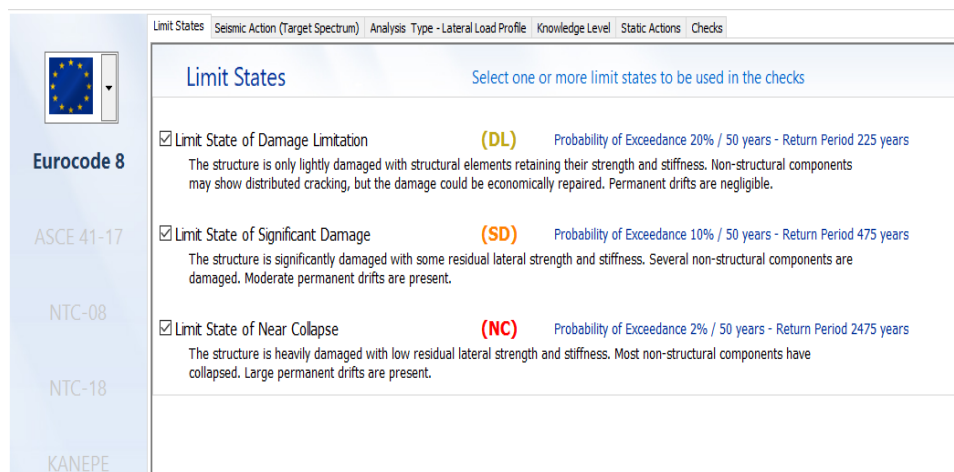 Limit States Seismic Action (Target Spectrum) Analysis Type - Lateral Load Profile Knowledge Level Static Actions Checks
Limit States Select one or more limit states to be used in the checks
Limit State of Damage Limitation (DL) Probability of Exceedance 20% / 50 years - Return Period 225 years
The structure is only lightly damaged with structural elements retaining their strength and stiffness. Non-structural components
may show distributed cracking, but the damage could be economically repaired. Permanent drifts are negligible.
Limit State of Significant Damage (SD) Probability of Exceedance 10% / 50 years - Return Period 475 years
The structure is significantly damaged with some residual lateral strength and stiffness. Several non-structural components are
damaged. Moderate permanent drifts are present.
Limit State of Near Collapse (NC) Probability of Exceedance 2% / 50 years - Return Period 2475 years
The structure is heavily damaged with low residual lateral strength and stiffness. Most non-structural components have
collapsed. Large permanent drifts are present.
Eurocode 8
ASCE 41-17
NTC-08
NTC-18
KANEPE